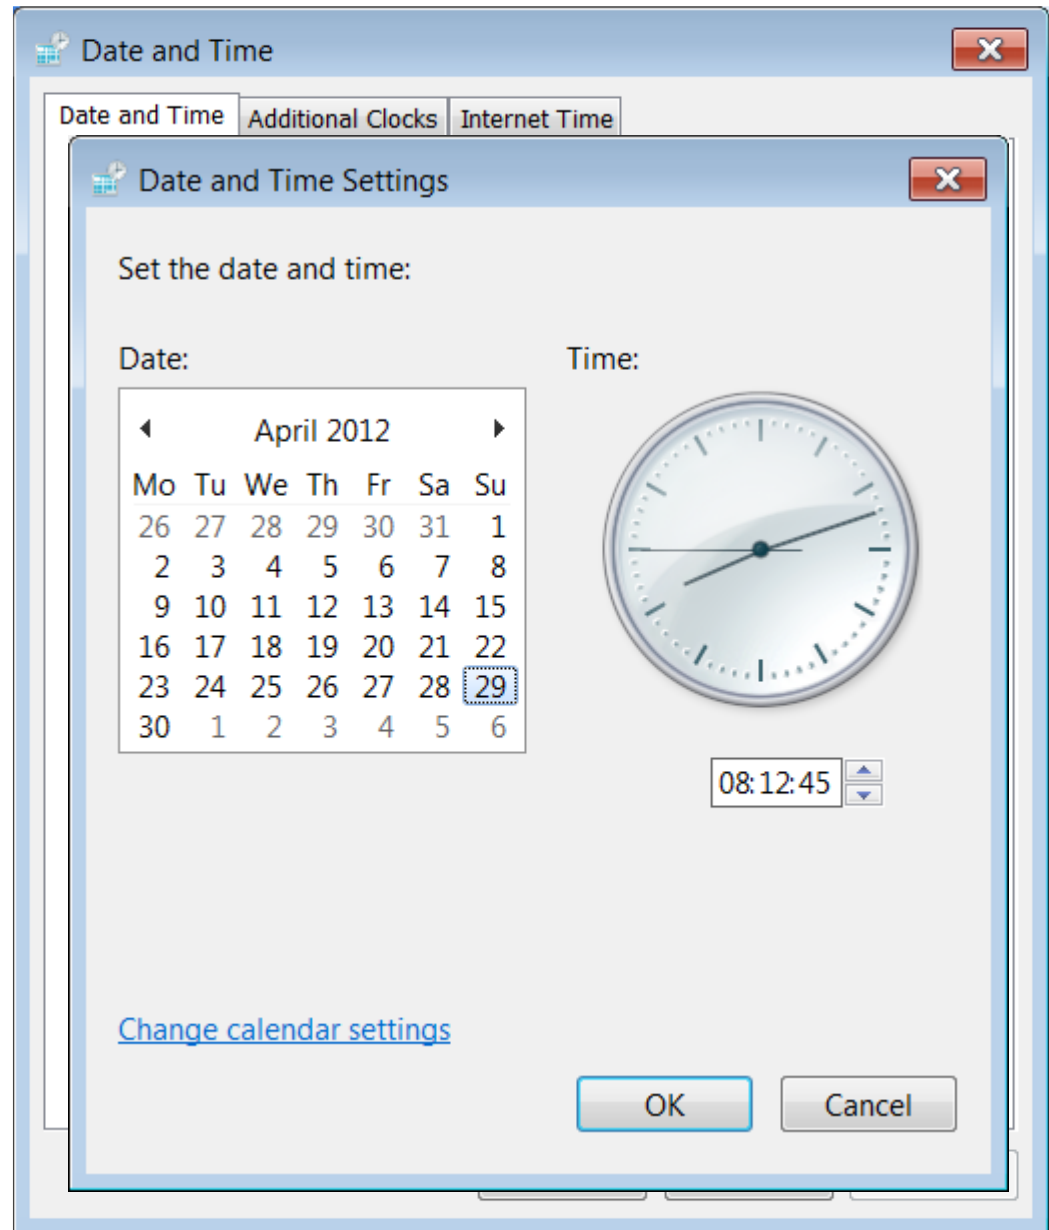 Date and Time
Date and Time Additional Clocks Internet Time
Date and Time Settings
Set the date and time:
Date: Time:
April 2012
Mo Tu We Th Fr Sa Su
26 27 28 29 30 31 1
2 3 4 5 6 7 8
9 10 11 12 13 14 15
16 17 18 19 20 21 22
23 24 25 26 27 28 29
30 1 2 3 4 5 6
08:12:45
Change calendar settings
OK Cancel